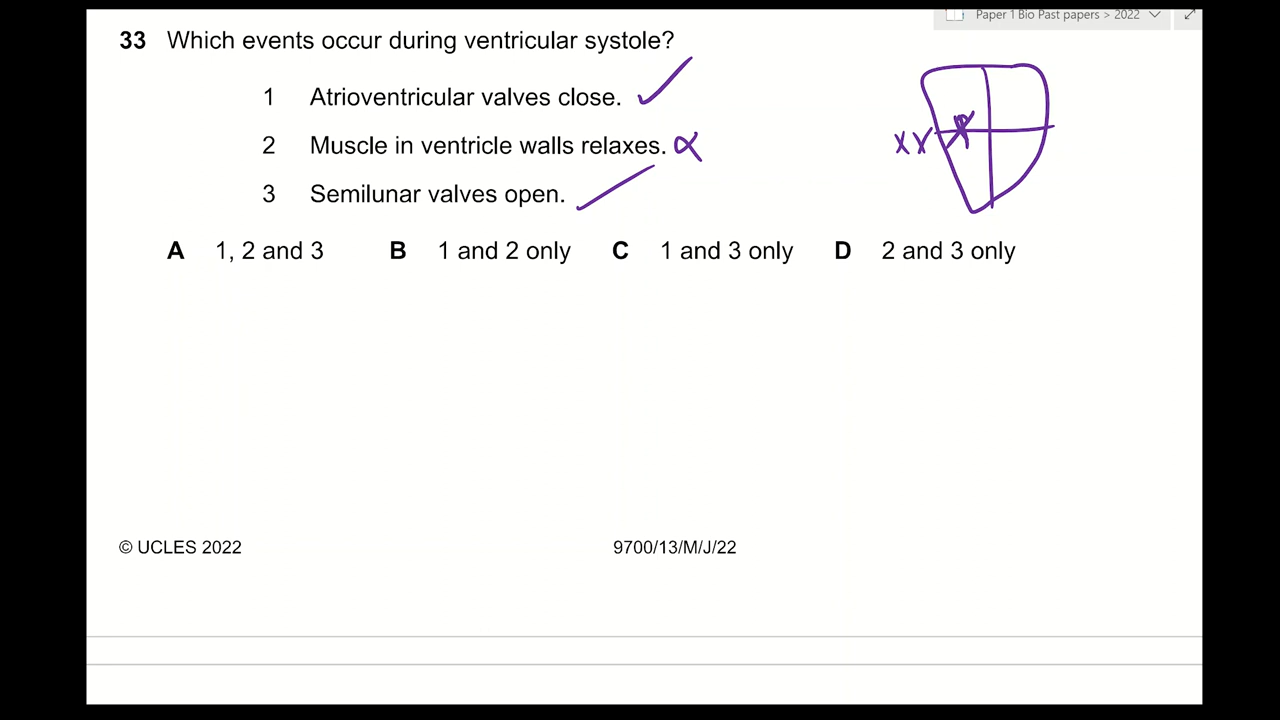 Paper 1 Bio Past papers > 2022
33 Which events occur during ventricular systole?
1 Atrioventricular valves close.
2 Muscle in ventricle walls relaxes.
3 Semilunar valves open.
A 1, 2 and 3 B 1 and 2 only C 1 and 3 only D 2 and 3 only
© UCLES 2022 9700/13/M/J/22